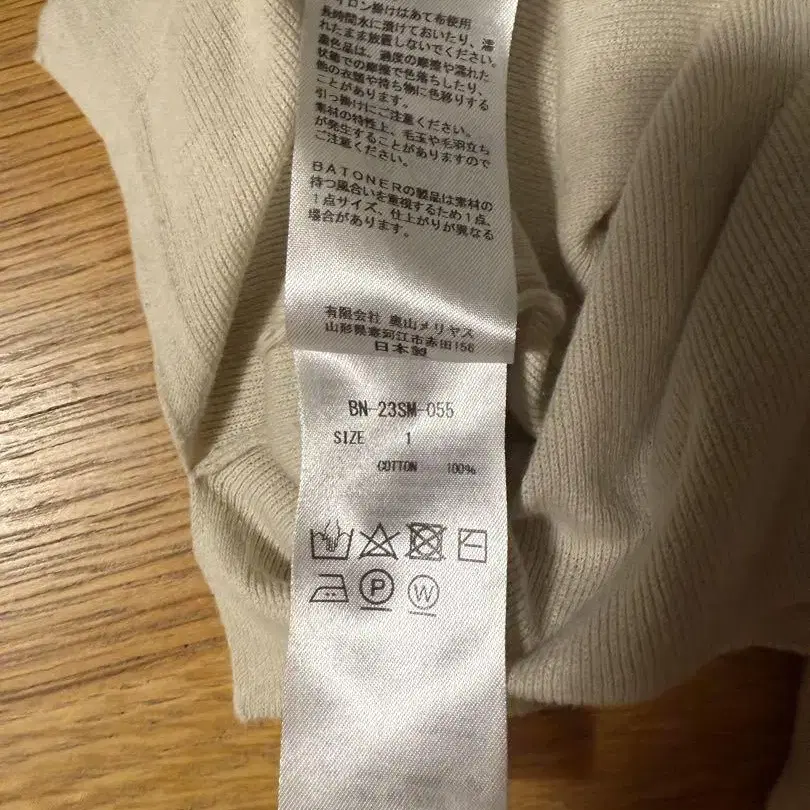 イロン掛けはあて布使用
長時間水に漬けておいたり、濡
れたまま放置しないでください。
濃色品は、過度の摩擦や濡れた
状態での摩擦で色落ちしたり、
他の衣類や持ち物に色移りする
ことがあります。
引っ掛けにご注意ください。
素材の特性上、毛玉や毛羽立ち
が発生することがありますので
ご注意ください。
BATONERの製品は素材の
持つ風合いを重視するため1点、
1点サイズ、仕上がりが異なる
場合があります。
有限会社 奥山メリヤス
山形県寒河江市赤田156
日本製
BN-23SM-055
SIZE 1
COTTON 100%
P
W